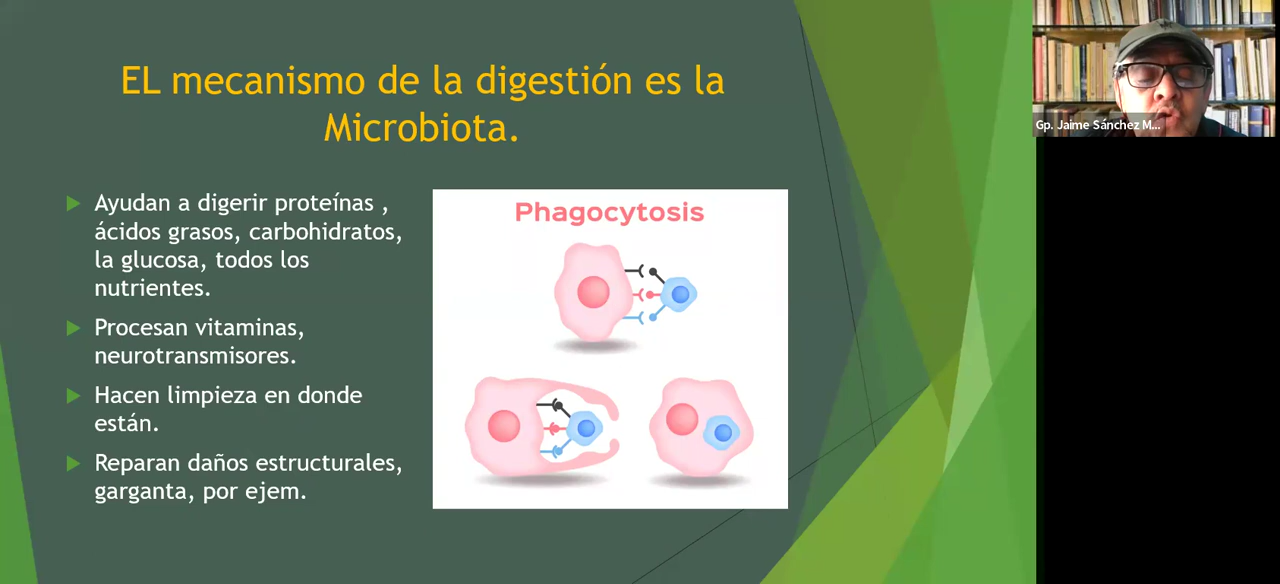 EL mecanismo de la digestión es la
Microbiota.
Ayudan a digerir proteínas ,
ácidos grasos, carbohidratos,
la glucosa, todos los
nutrientes.
Procesan vitaminas,
neurotransmisores.
Hacen limpieza en donde
están.
Reparan daños estructurales,
garganta, por ejem.
Phagocytosis
Gp. Jaime Sánchez M...